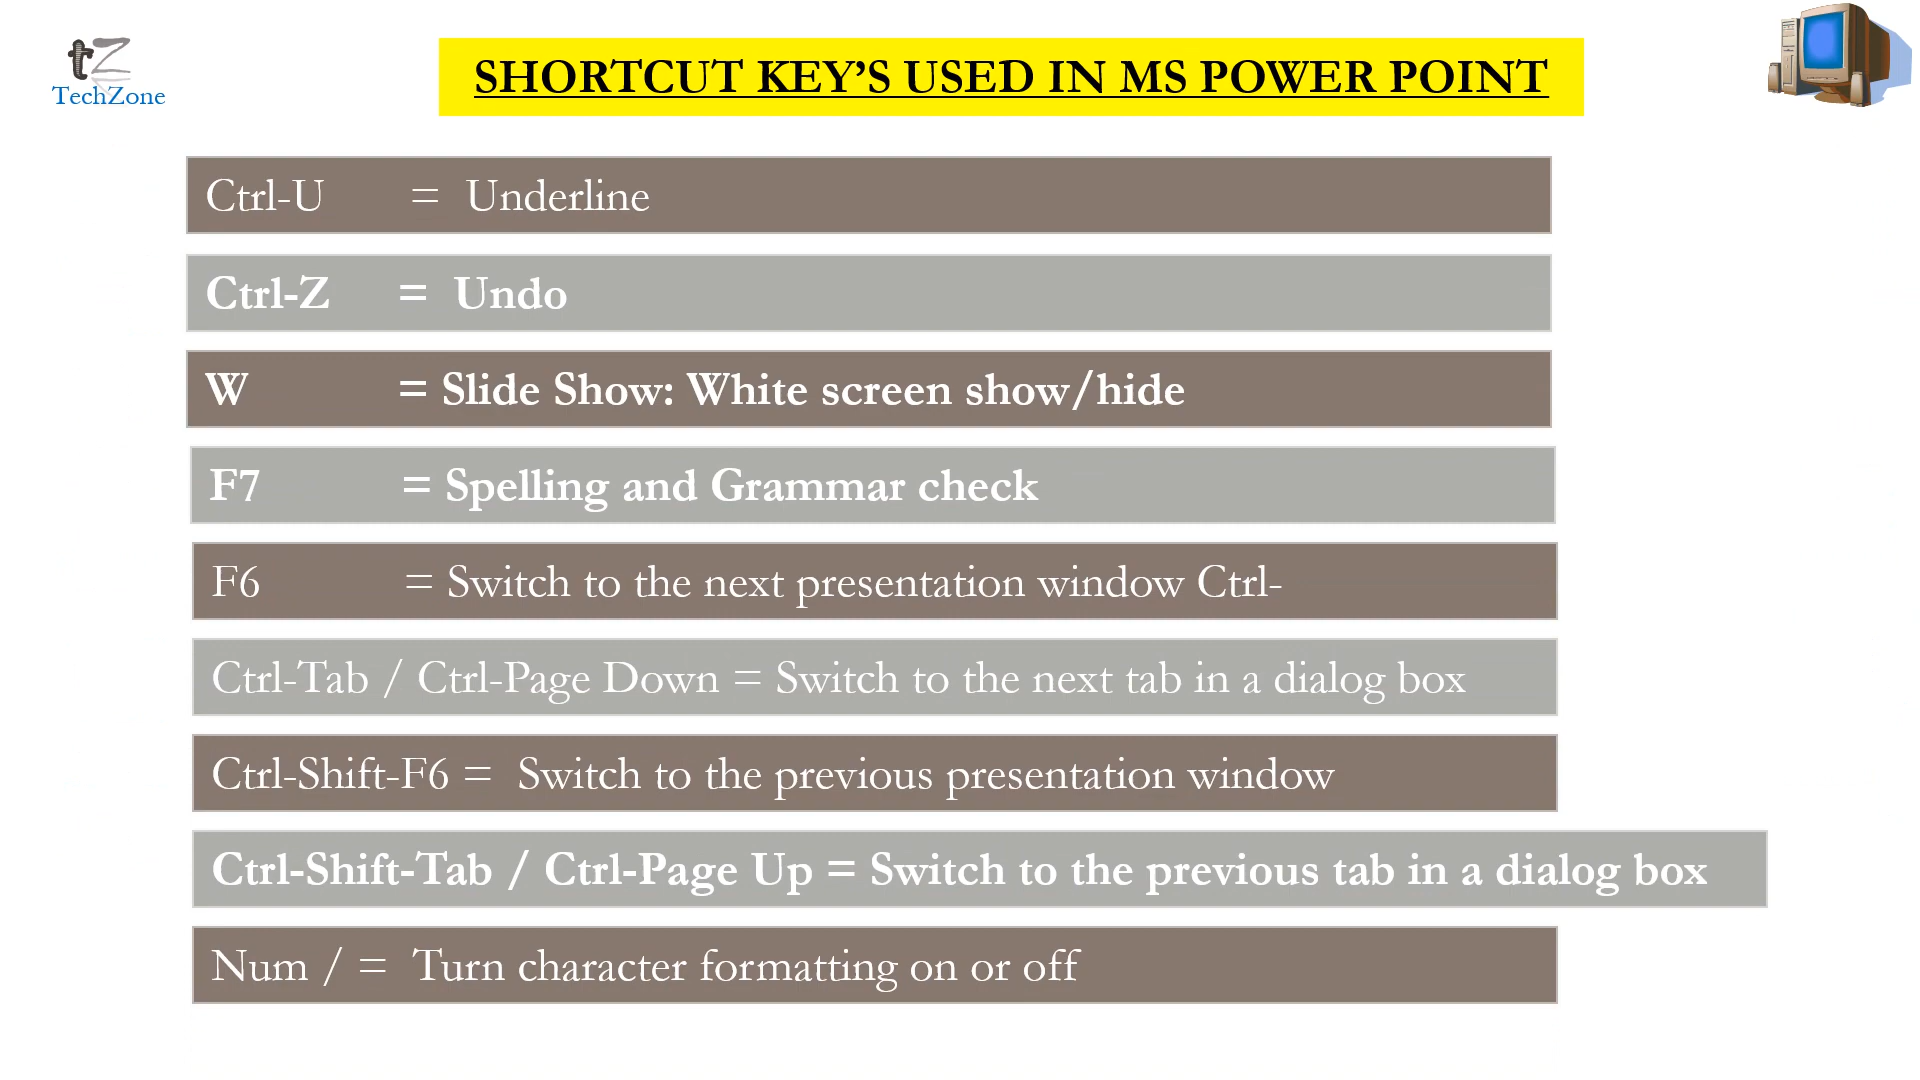 tZ
TechZone
SHORTCUT KEY’S USED IN MS POWER POINT
Ctrl-U = Underline
Ctrl-Z = Undo
W = Slide Show: White screen show/hide
F7 = Spelling and Grammar check
F6 = Switch to the next presentation window Ctrl-
Ctrl-Tab / Ctrl-Page Down = Switch to the next tab in a dialog box
Ctrl-Shift-F6 = Switch to the previous presentation window
Ctrl-Shift-Tab / Ctrl-Page Up = Switch to the previous tab in a dialog box
Num / = Turn character formatting on or off